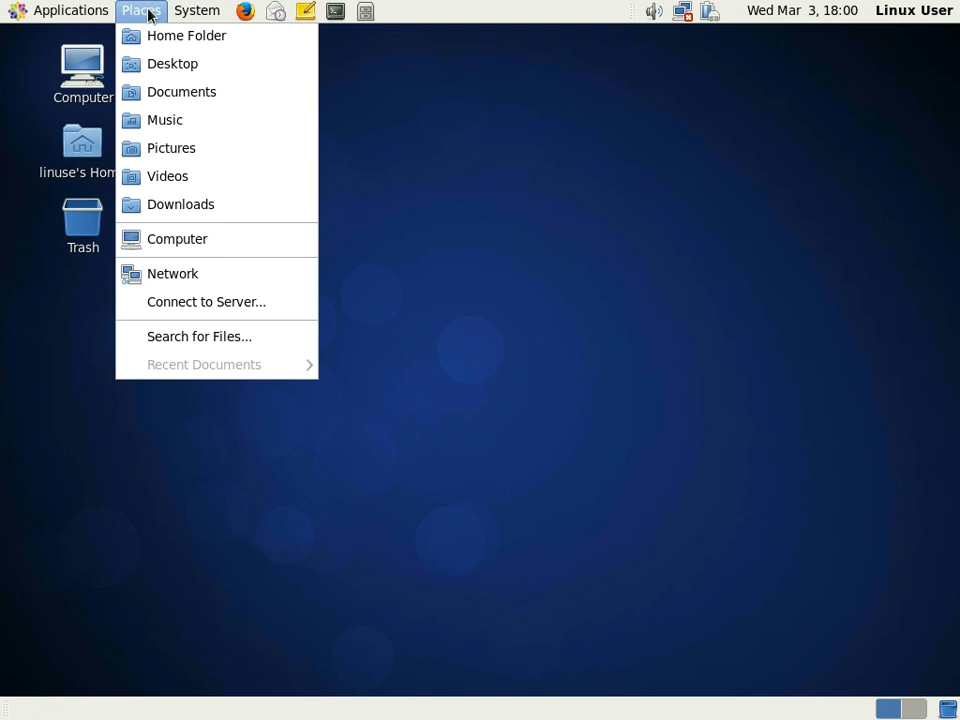 Applications Places System Wed Mar 3, 18:00 Linux User
Computer
linuse's Hom
Trash
Home Folder
Desktop
Documents
Music
Pictures
Videos
Downloads
Computer
Network
Connect to Server...
Search for Files...
Recent Documents